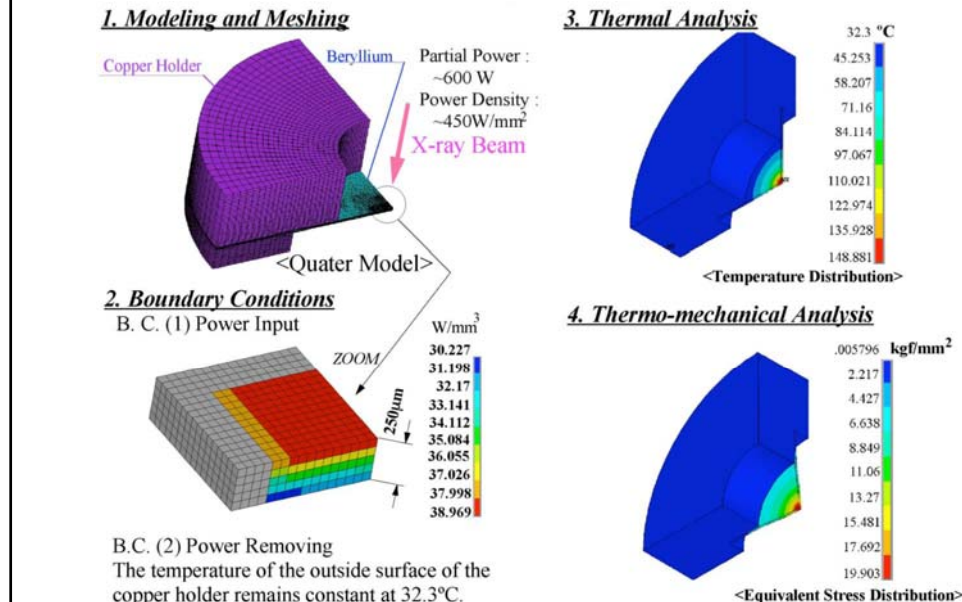 1. Modeling and Meshing
Copper Holder
Beryllium
Partial Power :
~600 W
Power Density :
~450W/mm2
X-ray Beam
<Quater Model>
2. Boundary Conditions
B. C. (1) Power Input
ZOOM
250μm
W/mm3
30.227
31.198
32.17
33.141
34.112
35.084
36.055
37.026
37.998
38.969
B.C. (2) Power Removing
The temperature of the outside surface of the
copper holder remains constant at 32.3ºC.
3. Thermal Analysis
32.3 ºC
45.253
58.207
71.16
84.114
97.067
110.021
122.974
135.928
148.881
<Temperature Distribution>
4. Thermo-mechanical Analysis
.005796 kgf/mm2
2.217
4.427
6.638
8.849
11.06
13.27
15.481
17.692
19.903
<Equivalent Stress Distribution>